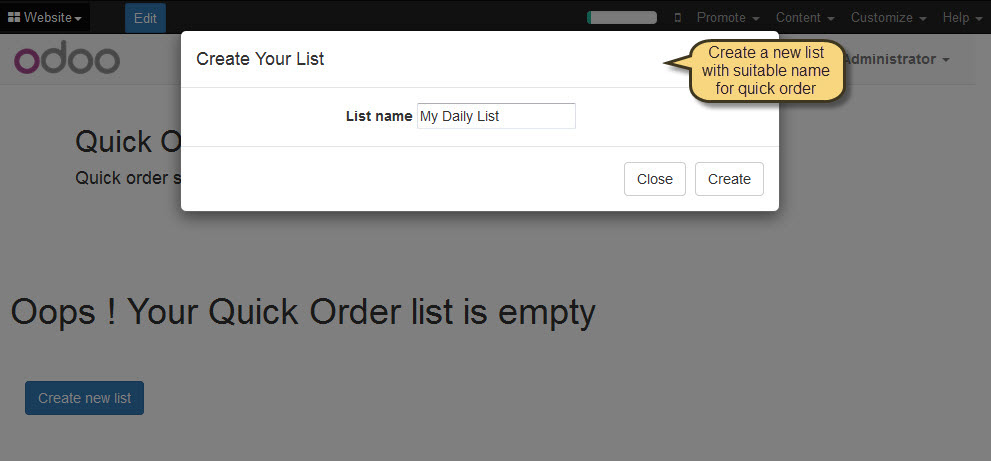 Website
Edit
Promote
Content
Customize
Help
odoo
Administrator
Create Your List
Create a new list
with suitable name
for quick order
List name My Daily List
Close
Create
Quick O
Quick order s
Oops ! Your Quick Order list is empty
Create new list